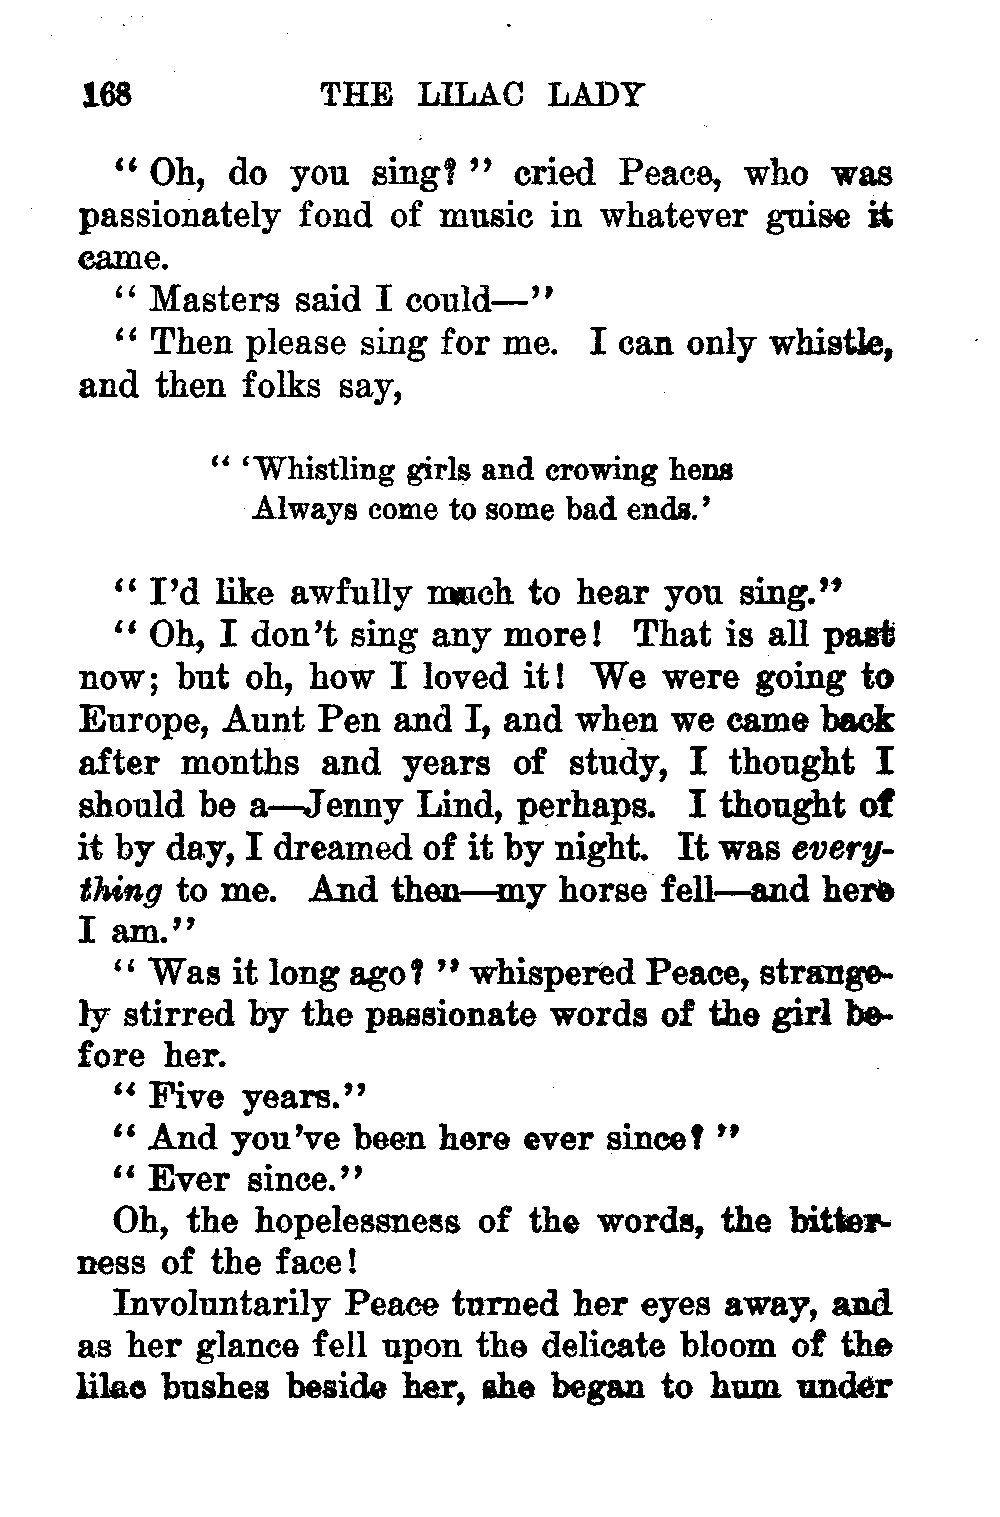 168 THE LILAC LADY
“ Oh, do you sing? ” cried Peace, who was
passionately fond of music in whatever guise it
came.
“ Masters said I could—”
“ Then please sing for me. I can only whistle,
and then folks say,
“ ‘Whistling girls and crowing hens
Always come to some bad ends.’
“ I’d like awfully much to hear you sing.”
“ Oh, I don’t sing any more! That is all past
now; but oh, how I loved it! We were going to
Europe, Aunt Pen and I, and when we came back
after months and years of study, I thought I
should be a—Jenny Lind, perhaps. I thought of
it by day, I dreamed of it by night. It was every-
thing to me. And then—my horse fell—and here
I am.”
“ Was it long ago? ” whispered Peace, strange-
ly stirred by the passionate words of the girl be-
fore her.
“ Five years.”
“ And you’ve been here ever since? ”
“ Ever since.”
Oh, the hopelessness of the words, the bitter-
ness of the face!
Involuntarily Peace turned her eyes away, and
as her glance fell upon the delicate bloom of the
lilac bushes beside her, she began to hum under